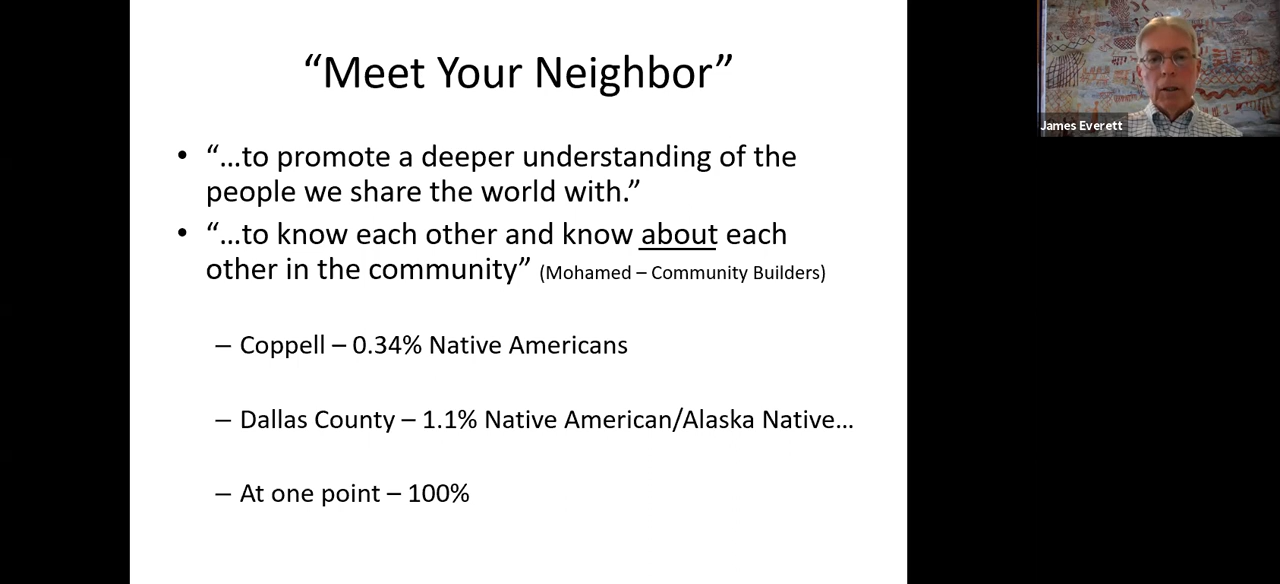 “Meet Your Neighbor”
• “…to promote a deeper understanding of the
people we share the world with.”
• “…to know each other and know about each
other in the community” (Mohamed – Community Builders)
– Coppell – 0.34% Native Americans
– Dallas County – 1.1% Native American/Alaska Native…
– At one point – 100%
James Everett